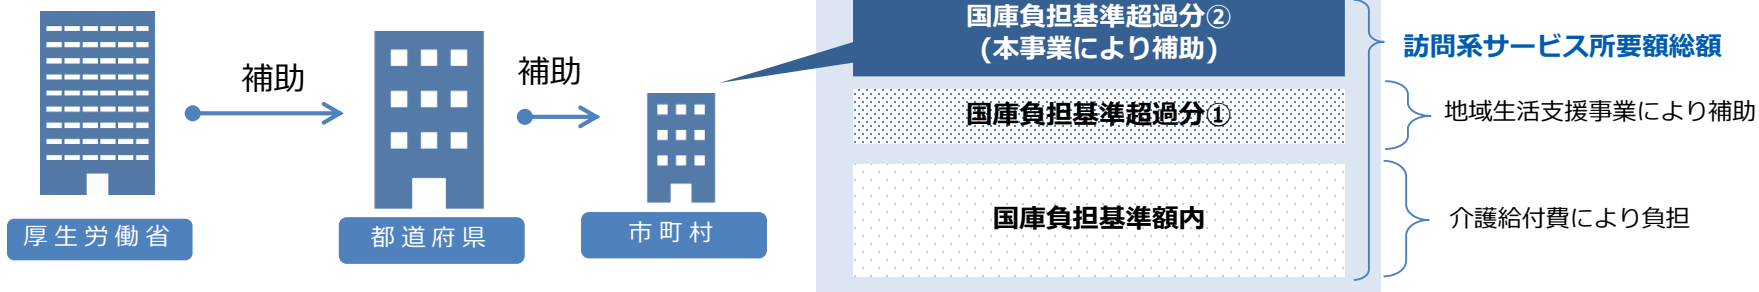 補助
補助
厚生労働省
都道府県
市町村
国庫負担基準超過分②
(本事業により補助)
国庫負担基準超過分①
国庫負担基準額内
訪問系サービス所要額総額
地域生活支援事業により補助
介護給付費により負担